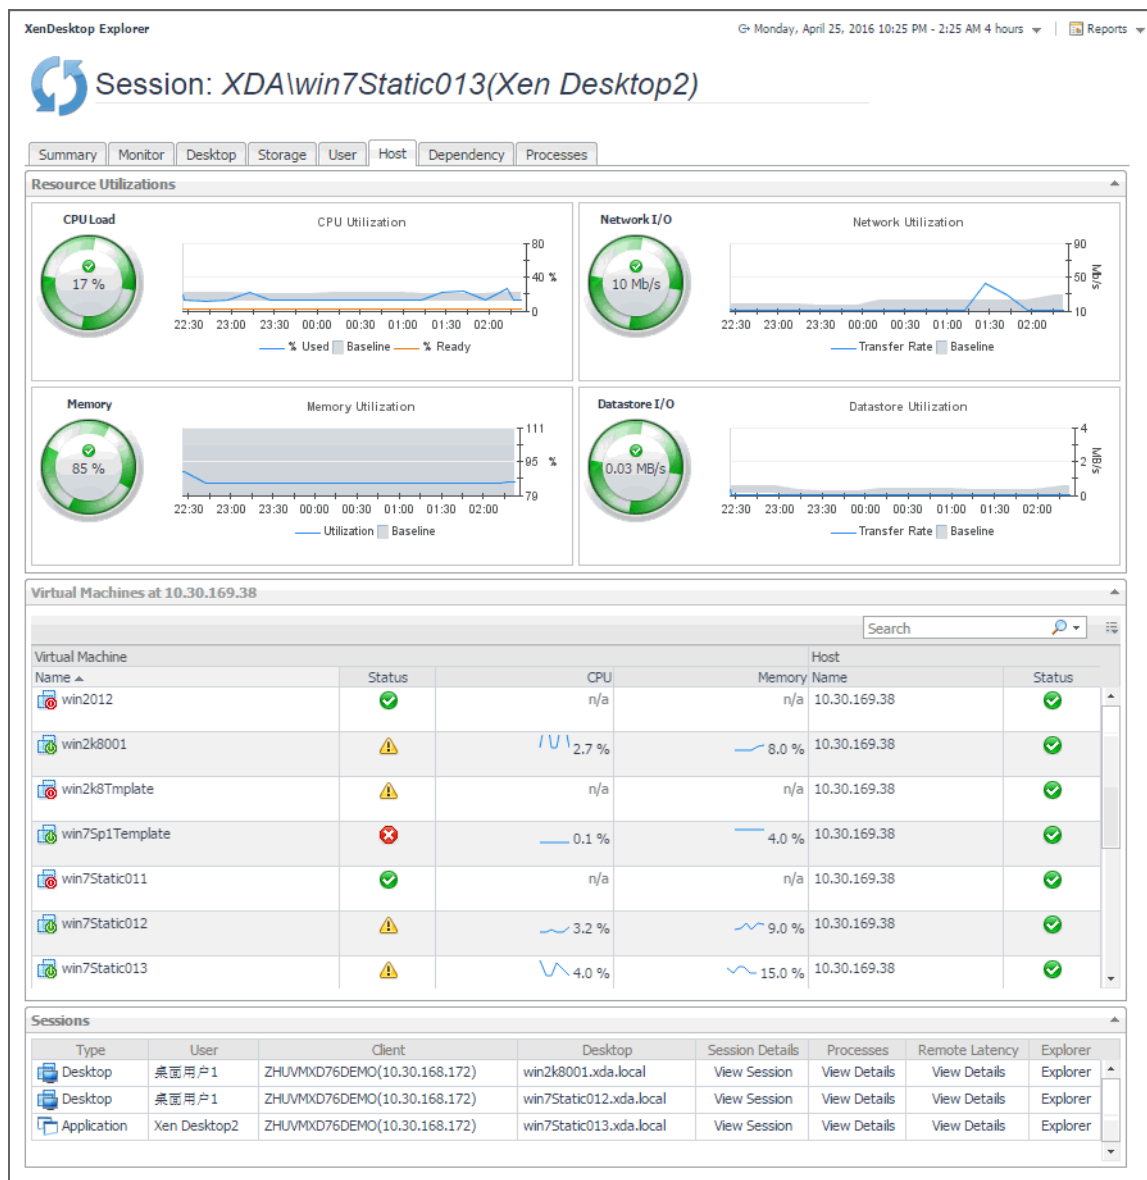 XenDesktop Explorer
Monday, April 25, 2016 10:25 PM - 2:25 AM 4 hours
Reports
Session: XDA\win7Static013(Xen Desktop2)
Summary Monitor Desktop Storage User Host Dependency Processes
Resource Utilizations
CPU Load
17 %
CPU Utilization
80
40 %
0
22:30 23:00 23:30 00:00 00:30 01:00 01:30 02:00
% Used Baseline % Ready
Network I/O
10 Mb/s
Network Utilization
90
50 Mb/s
10
22:30 23:00 23:30 00:00 00:30 01:00 01:30 02:00
Transfer Rate Baseline
Memory
85 %
Memory Utilization
111
95 %
79
22:30 23:00 23:30 00:00 00:30 01:00 01:30 02:00
Utilization Baseline
Datastore I/O
0.03 MB/s
Datastore Utilization
4
2 MB/s
0
22:30 23:00 23:30 00:00 00:30 01:00 01:30 02:00
Transfer Rate Baseline
Virtual Machines at 10.30.169.38
Search
Virtual Machine Host
Name Status CPU Memory Name Status
win2012 n/a n/a 10.30.169.38
win2k8001 2.7 % 8.0 % 10.30.169.38
win2k8Tmplate n/a n/a 10.30.169.38
win7Sp1Template 0.1 % 4.0 % 10.30.169.38
win7Static011 n/a n/a 10.30.169.38
win7Static012 3.2 % 9.0 % 10.30.169.38
win7Static013 4.0 % 15.0 % 10.30.169.38
Sessions
Type User Client Desktop Session Details Processes Remote Latency Explorer
Desktop 桌面用户1 ZHUVMXD76DEMO(10.30.168.172) win2k8001.xda.local View Session View Details View Details Explorer
Desktop 桌面用户1 ZHUVMXD76DEMO(10.30.168.172) win7Static012.xda.local View Session View Details View Details Explorer
Application Xen Desktop2 ZHUVMXD76DEMO(10.30.168.172) win7Static013.xda.local View Session View Details View Details Explorer